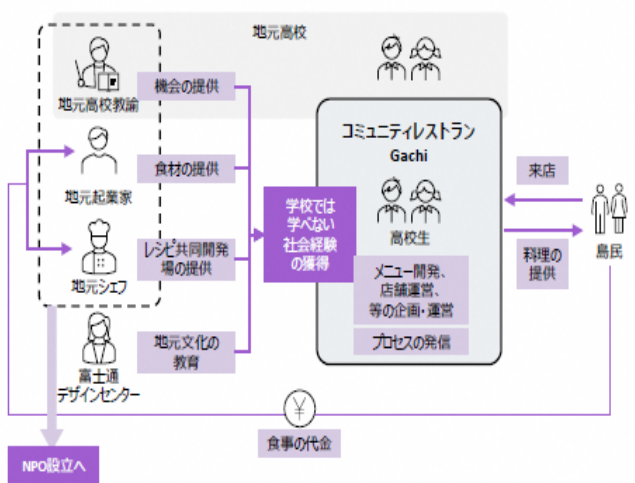 地元高校
地元高校教諭
機会の提供
地元起業家
食材の提供
地元シェフ
レシピ共同開発
場の提供
富士通
デザインセンター
地元文化の
教育
学校では
学べない
社会経験
の獲得
コミュニティレストラン
Gachi
高校生
メニュー開発、
店舗運営、
等の企画・運営
プロセスの発信
来店
料理の
提供
島民
¥
食事の代金
NPO設立へ